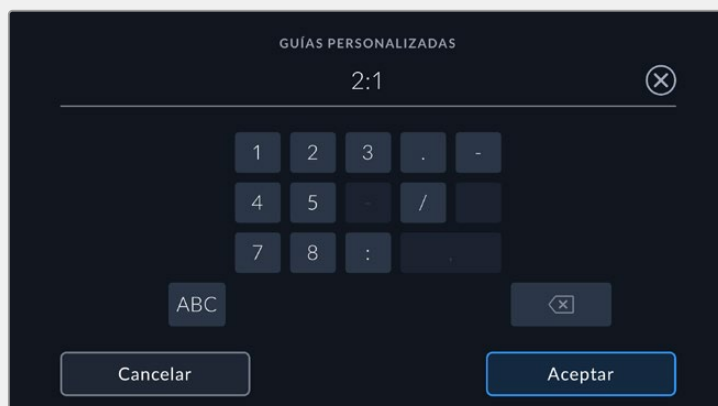 GUÍAS PERSONALIZADAS
2:1
1 2 3 . -
4 5 - /
7 8 : ,
ABC
Cancelar Aceptar